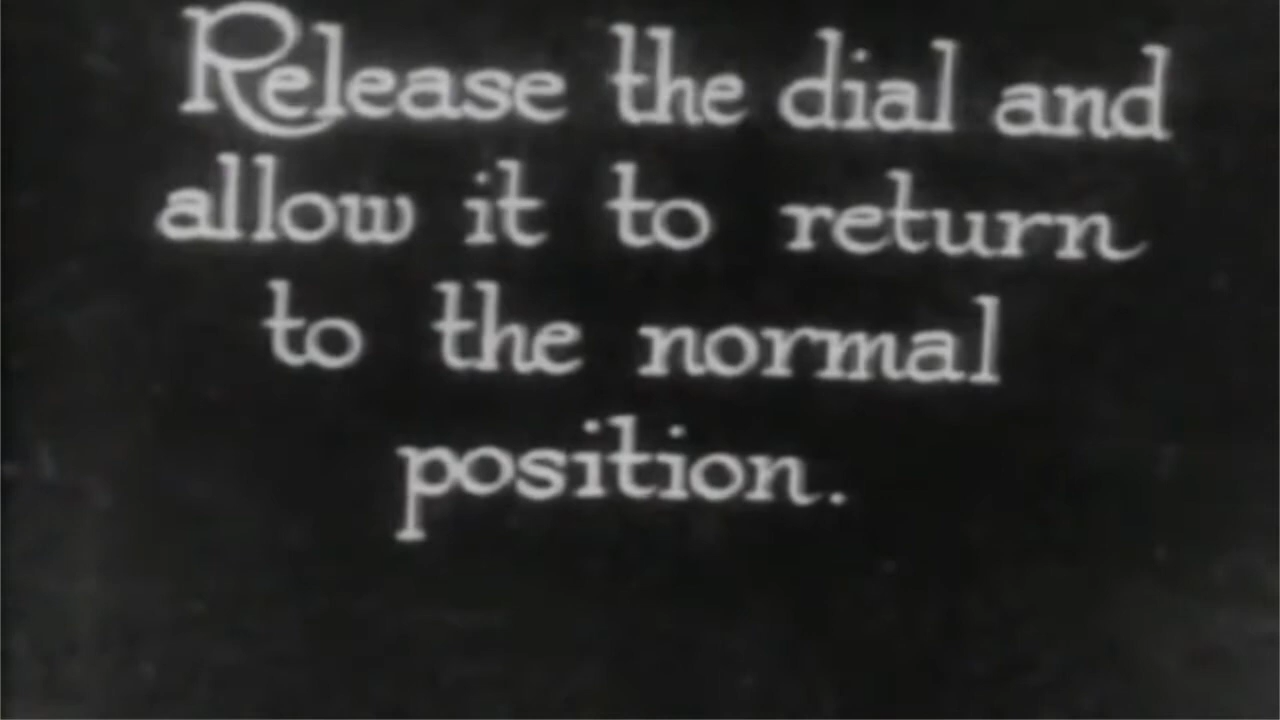 Release the dial and
allow it to return
to the normal
position.